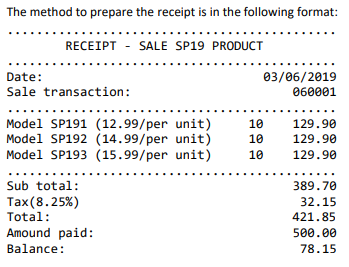 The method to prepare the receipt is in the following format:
..............................................
RECEIPT - SALE SP19 PRODUCT
..............................................
Date: 03/06/2019
Sale transaction: 060001
..............................................
Model SP191 (12.99/per unit) 10 129.90
Model SP192 (14.99/per unit) 10 129.90
Model SP193 (15.99/per unit) 10 129.90
..............................................
Sub total: 389.70
Tax(8.25%) 32.15
Total: 421.85
Amound paid: 500.00
Balance: 78.15